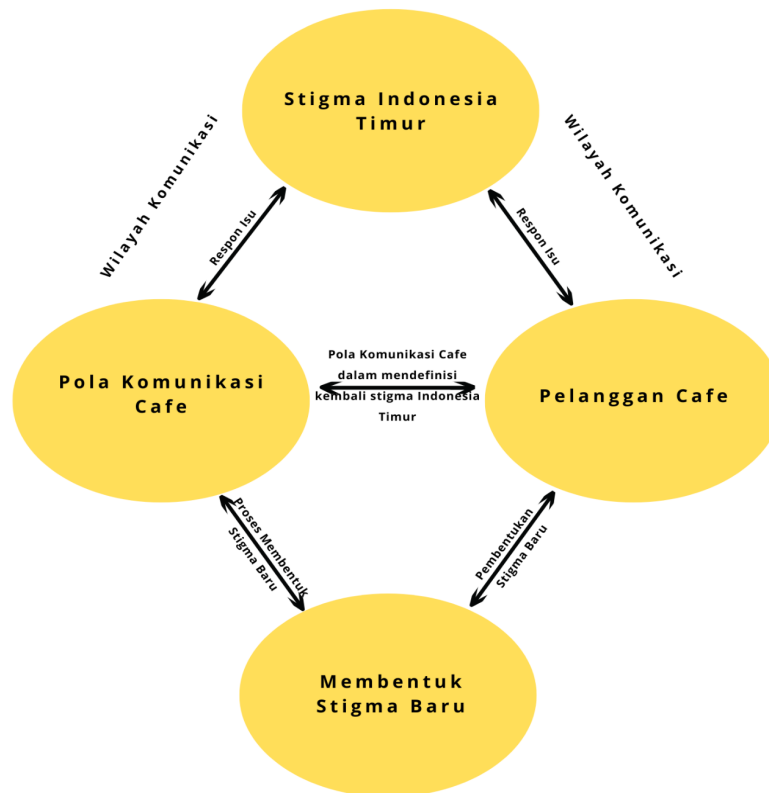 Stigma Indonesia
Timur
Wilayah Komunikasi
Wilayah Komunikasi
Respon Isu
Respon Isu
Pola Komunikasi
Cafe
Pola Komunikasi Cafe
dalam mendefinisi
kembali stigma Indonesia
Timur
Pelanggan Cafe
Proses Membentuk
Stigma Baru
Pembentukan
Stigma Baru
Membentuk
Stigma Baru